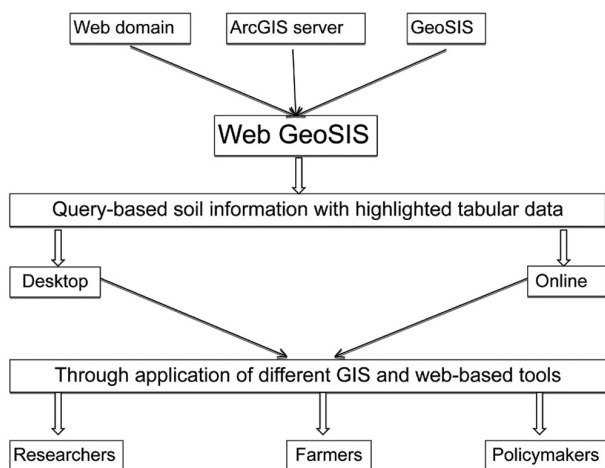 Web domain
ArcGIS server
GeoSIS
Web GeoSIS
Query-based soil information with highlighted tabular data
Desktop
Online
Through application of different GIS and web-based tools
Researchers
Farmers
Policymakers